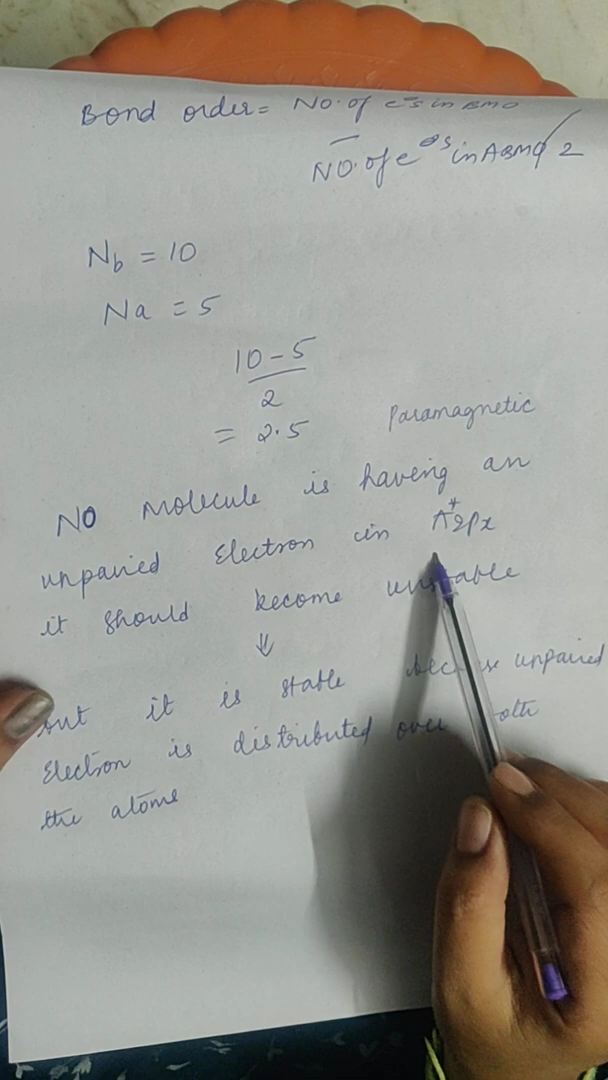 Bond order = No. of e-s in BMO
- No. of e-s in ABMO / 2
Nb = 10
Na = 5
10 - 5
2
= 2.5 Paramagnetic
NO molecule is having an
unpaired Electron in π*2px
it should become unstable
↓
but it is stable because unpaired
Electron is distributed over both
the atoms